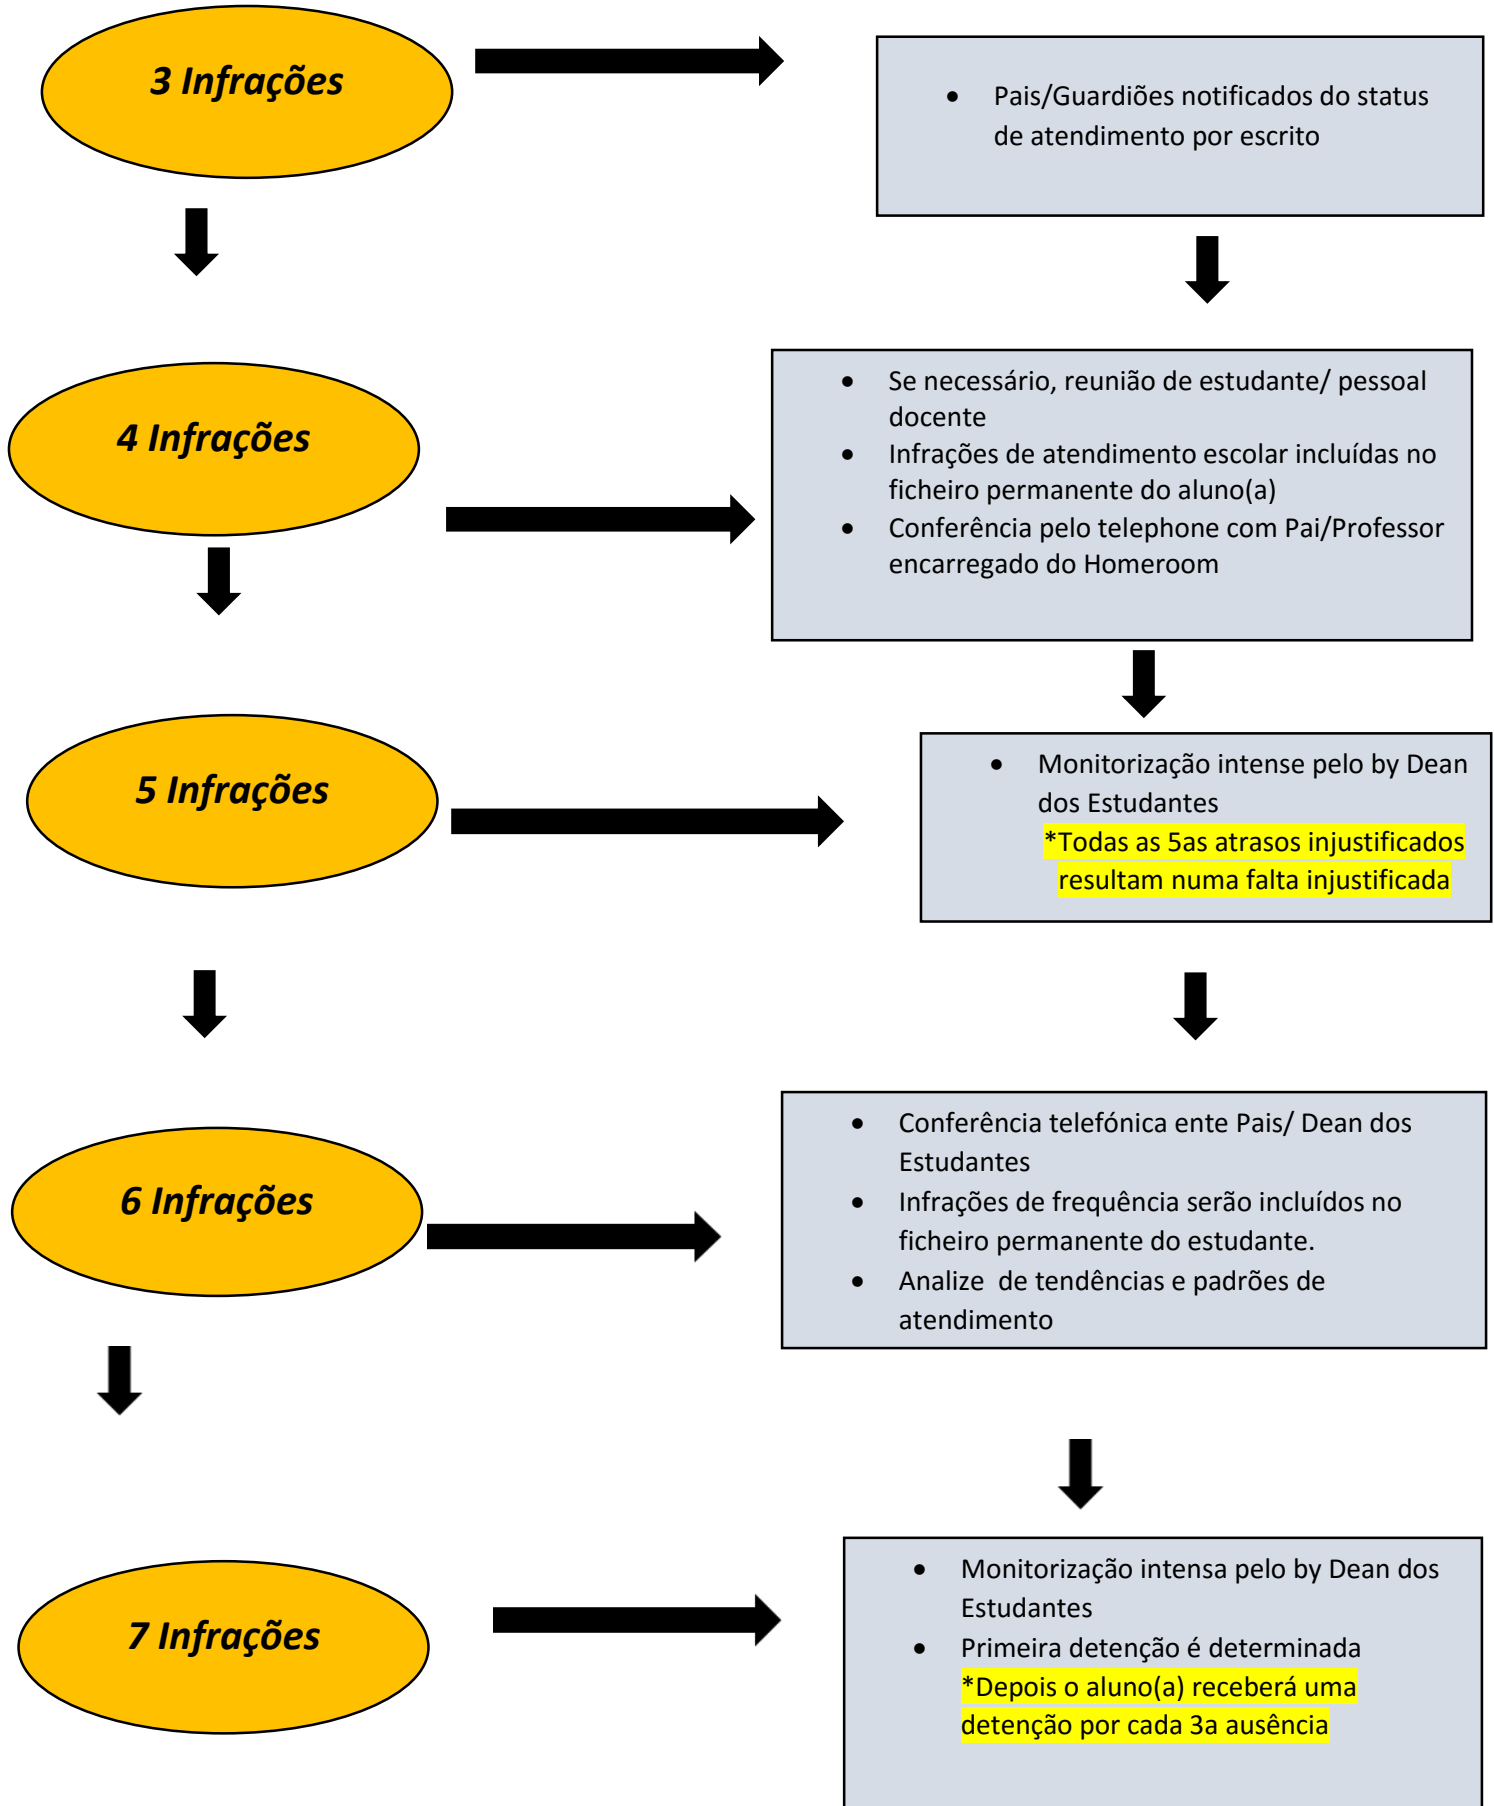 3 Infrações
• Pais/Guardiões notificados do status
de atendimento por escrito
4 Infrações
• Se necessário, reunião de estudante/ pessoal
docente
• Infrações de atendimento escolar incluídas no
ficheiro permanente do aluno(a)
• Conferência pelo telephone com Pai/Professor
encarregado do Homeroom
5 Infrações
• Monitorização intense pelo by Dean
dos Estudantes
*Todas as 5as atrasos injustificados
resultam numa falta injustificada
6 Infrações
• Conferência telefónica ente Pais/ Dean dos
Estudantes
• Infrações de frequência serão incluídos no
ficheiro permanente do estudante.
• Analize  de tendências e padrões de
atendimento
7 Infrações
• Monitorização intensa pelo by Dean dos
Estudantes
• Primeira detenção é determinada
*Depois o aluno(a) receberá uma
detenção por cada 3a ausência